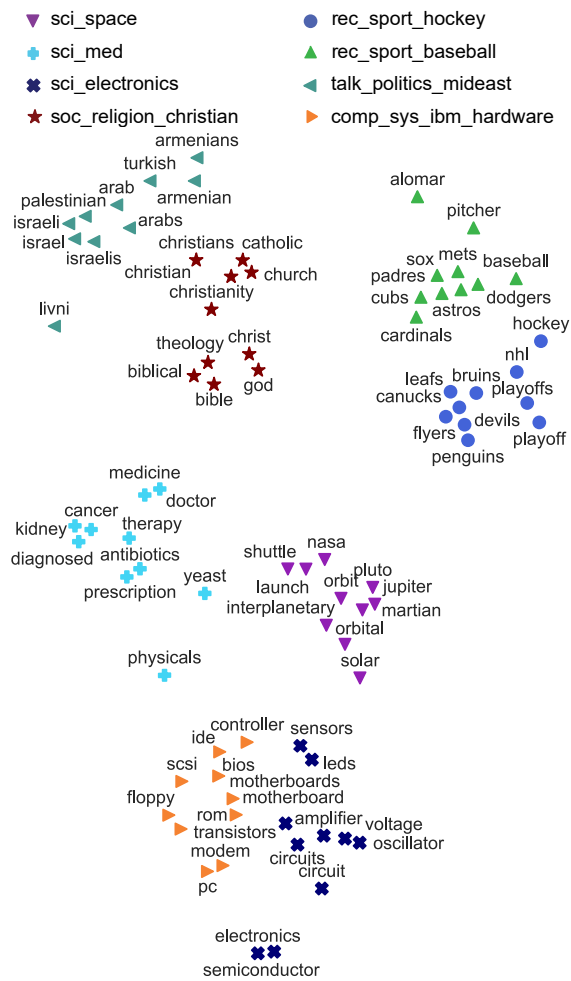 sci_space
sci_med
sci_electronics
soc_religion_christian
rec_sport_hockey
rec_sport_baseball
talk_politics_mideast
comp_sys_ibm_hardware
armenians
turkish
armenian
arab
palestinian
israeli
arabs
israel
israelis
livni
christians
catholic
christian
church
christianity
christ
theology
biblical
god
bible
alomar
pitcher
sox
mets
baseball
padres
cubs
astros
dodgers
cardinals
hockey
nhl
leafs
bruins
playoffs
canucks
devils
flyers
playoff
penguins
medicine
doctor
cancer
kidney
therapy
diagnosed
antibiotics
prescription
yeast
physicals
nasa
shuttle
pluto
launch
orbit
jupiter
interplanetary
martian
orbital
solar
controller
sensors
ide
scsi
bios
leds
motherboards
floppy
motherboard
rom
amplifier
voltage
transistors
oscillator
modem
circuits
circuit
pc
electronics
semiconductor